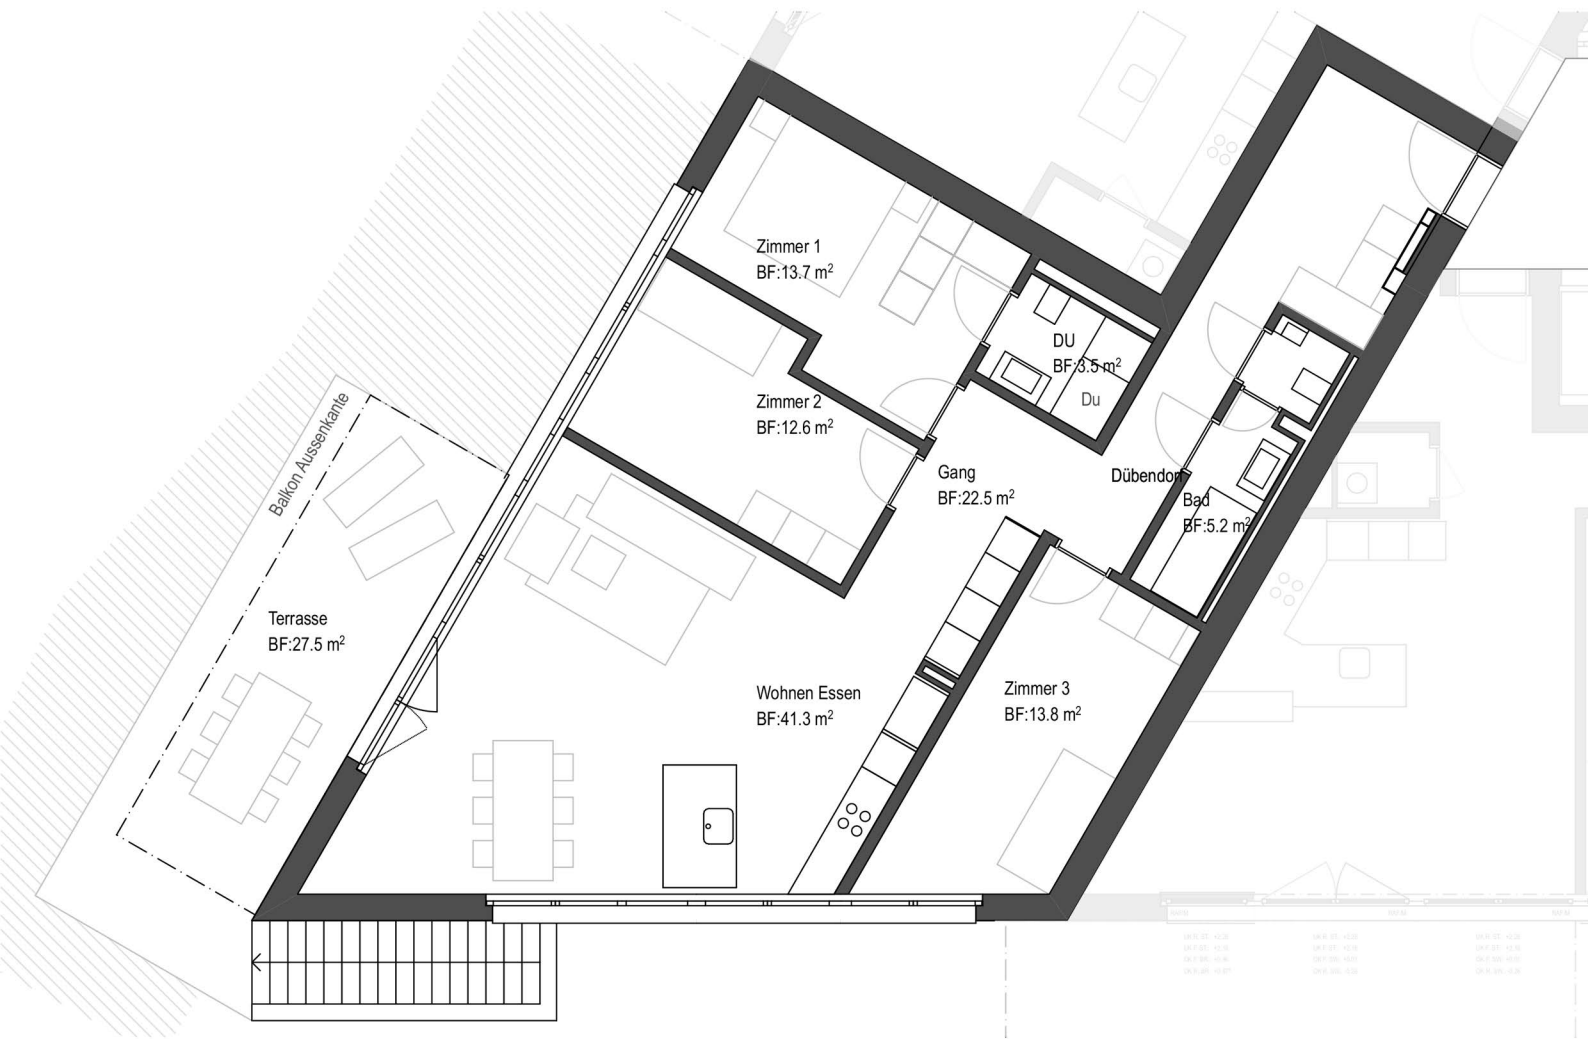 Zimmer 1
BF:13.7 m²
DU
BF:3.5 m²
Du
Zimmer 2
BF:12.6 m²
Balkon Aussenkante
Gang
BF:22.5 m²
Dübendorf
Bad
BF:5.2 m²
Terrasse
BF:27.5 m²
Wohnen Essen
BF:41.3 m²
Zimmer 3
BF:13.8 m²